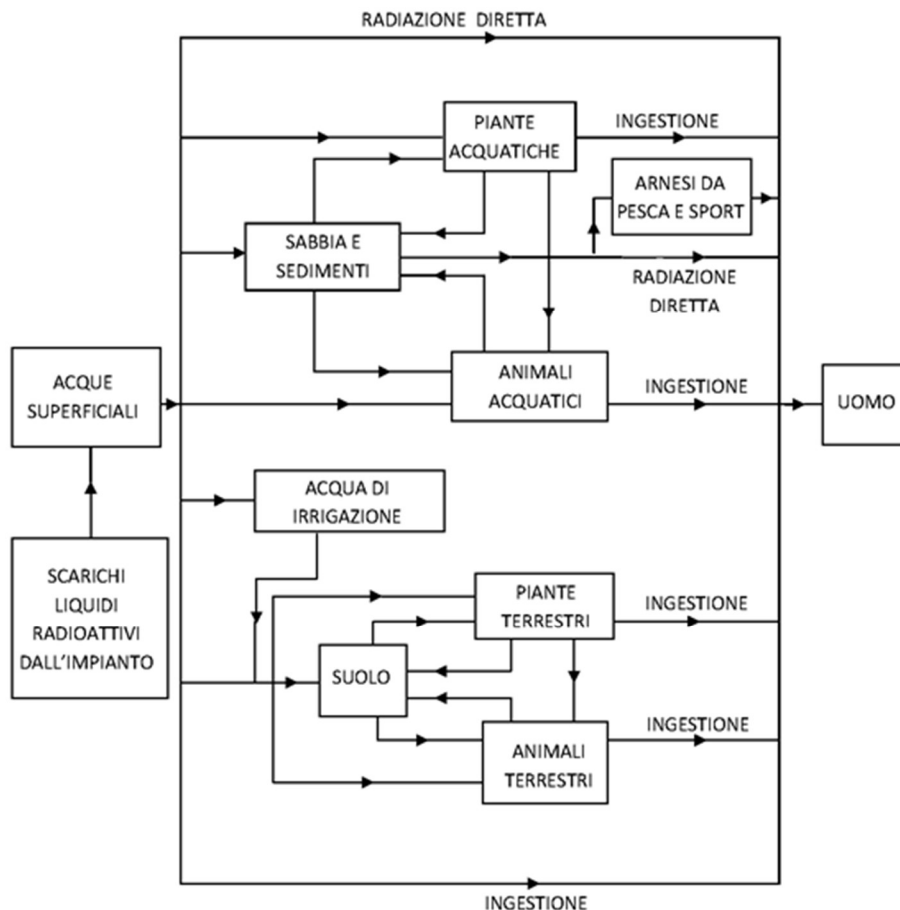 RADIAZIONE DIRETTA
PIANTE
ACQUATICHE
INGESTIONE
ARNESI DA
PESCA E SPORT
SABBIA E
SEDIMENTI
RADIAZIONE
DIRETTA
ACQUE
SUPERFICIALI
ANIMALI
ACQUATICI
INGESTIONE
UOMO
ACQUA DI
IRRIGAZIONE
SCARICHI
LIQUIDI
RADIOATTIVI
DALL'IMPIANTO
PIANTE
TERRESTRI
INGESTIONE
SUOLO
ANIMALI
TERRESTRI
INGESTIONE
INGESTIONE